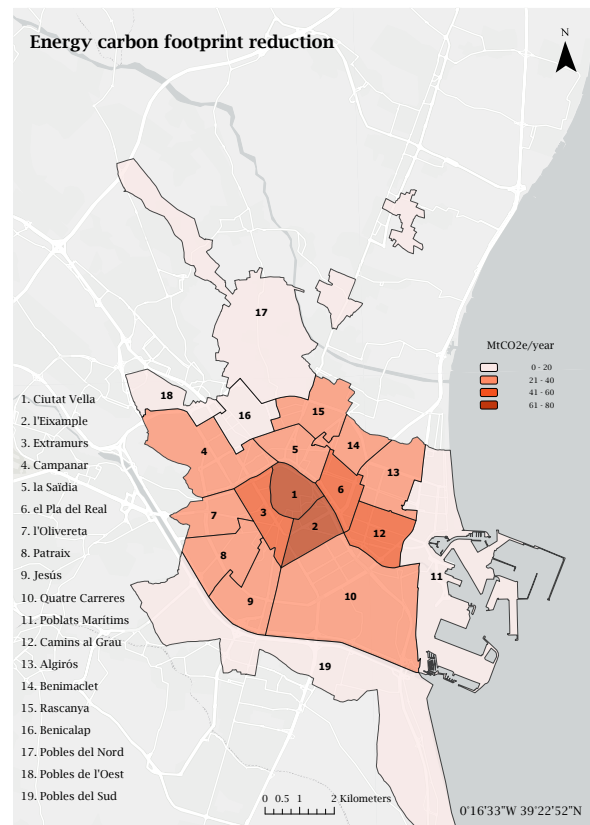 Energy carbon footprint reduction
N
17
MtCO2e/year
0 - 20
21 - 40
41 - 60
61 - 80
18
16
15
14
4
5
13
1
6
3
2
7
12
8
11
9
10
19
1. Ciutat Vella
2. l'Eixample
3. Extramurs
4. Campanar
5. la Saïdia
6. el Pla del Real
7. l'Olivereta
8. Patraix
9. Jesús
10. Quatre Carreres
11. Poblats Marítims
12. Camins al Grau
13. Algirós
14. Benimaclet
15. Rascanya
16. Benicalap
17. Pobles del Nord
18. Pobles de l'Oest
19. Pobles del Sud
0 0.5 1 2 Kilometers
0°16'33"W 39°22'52"N